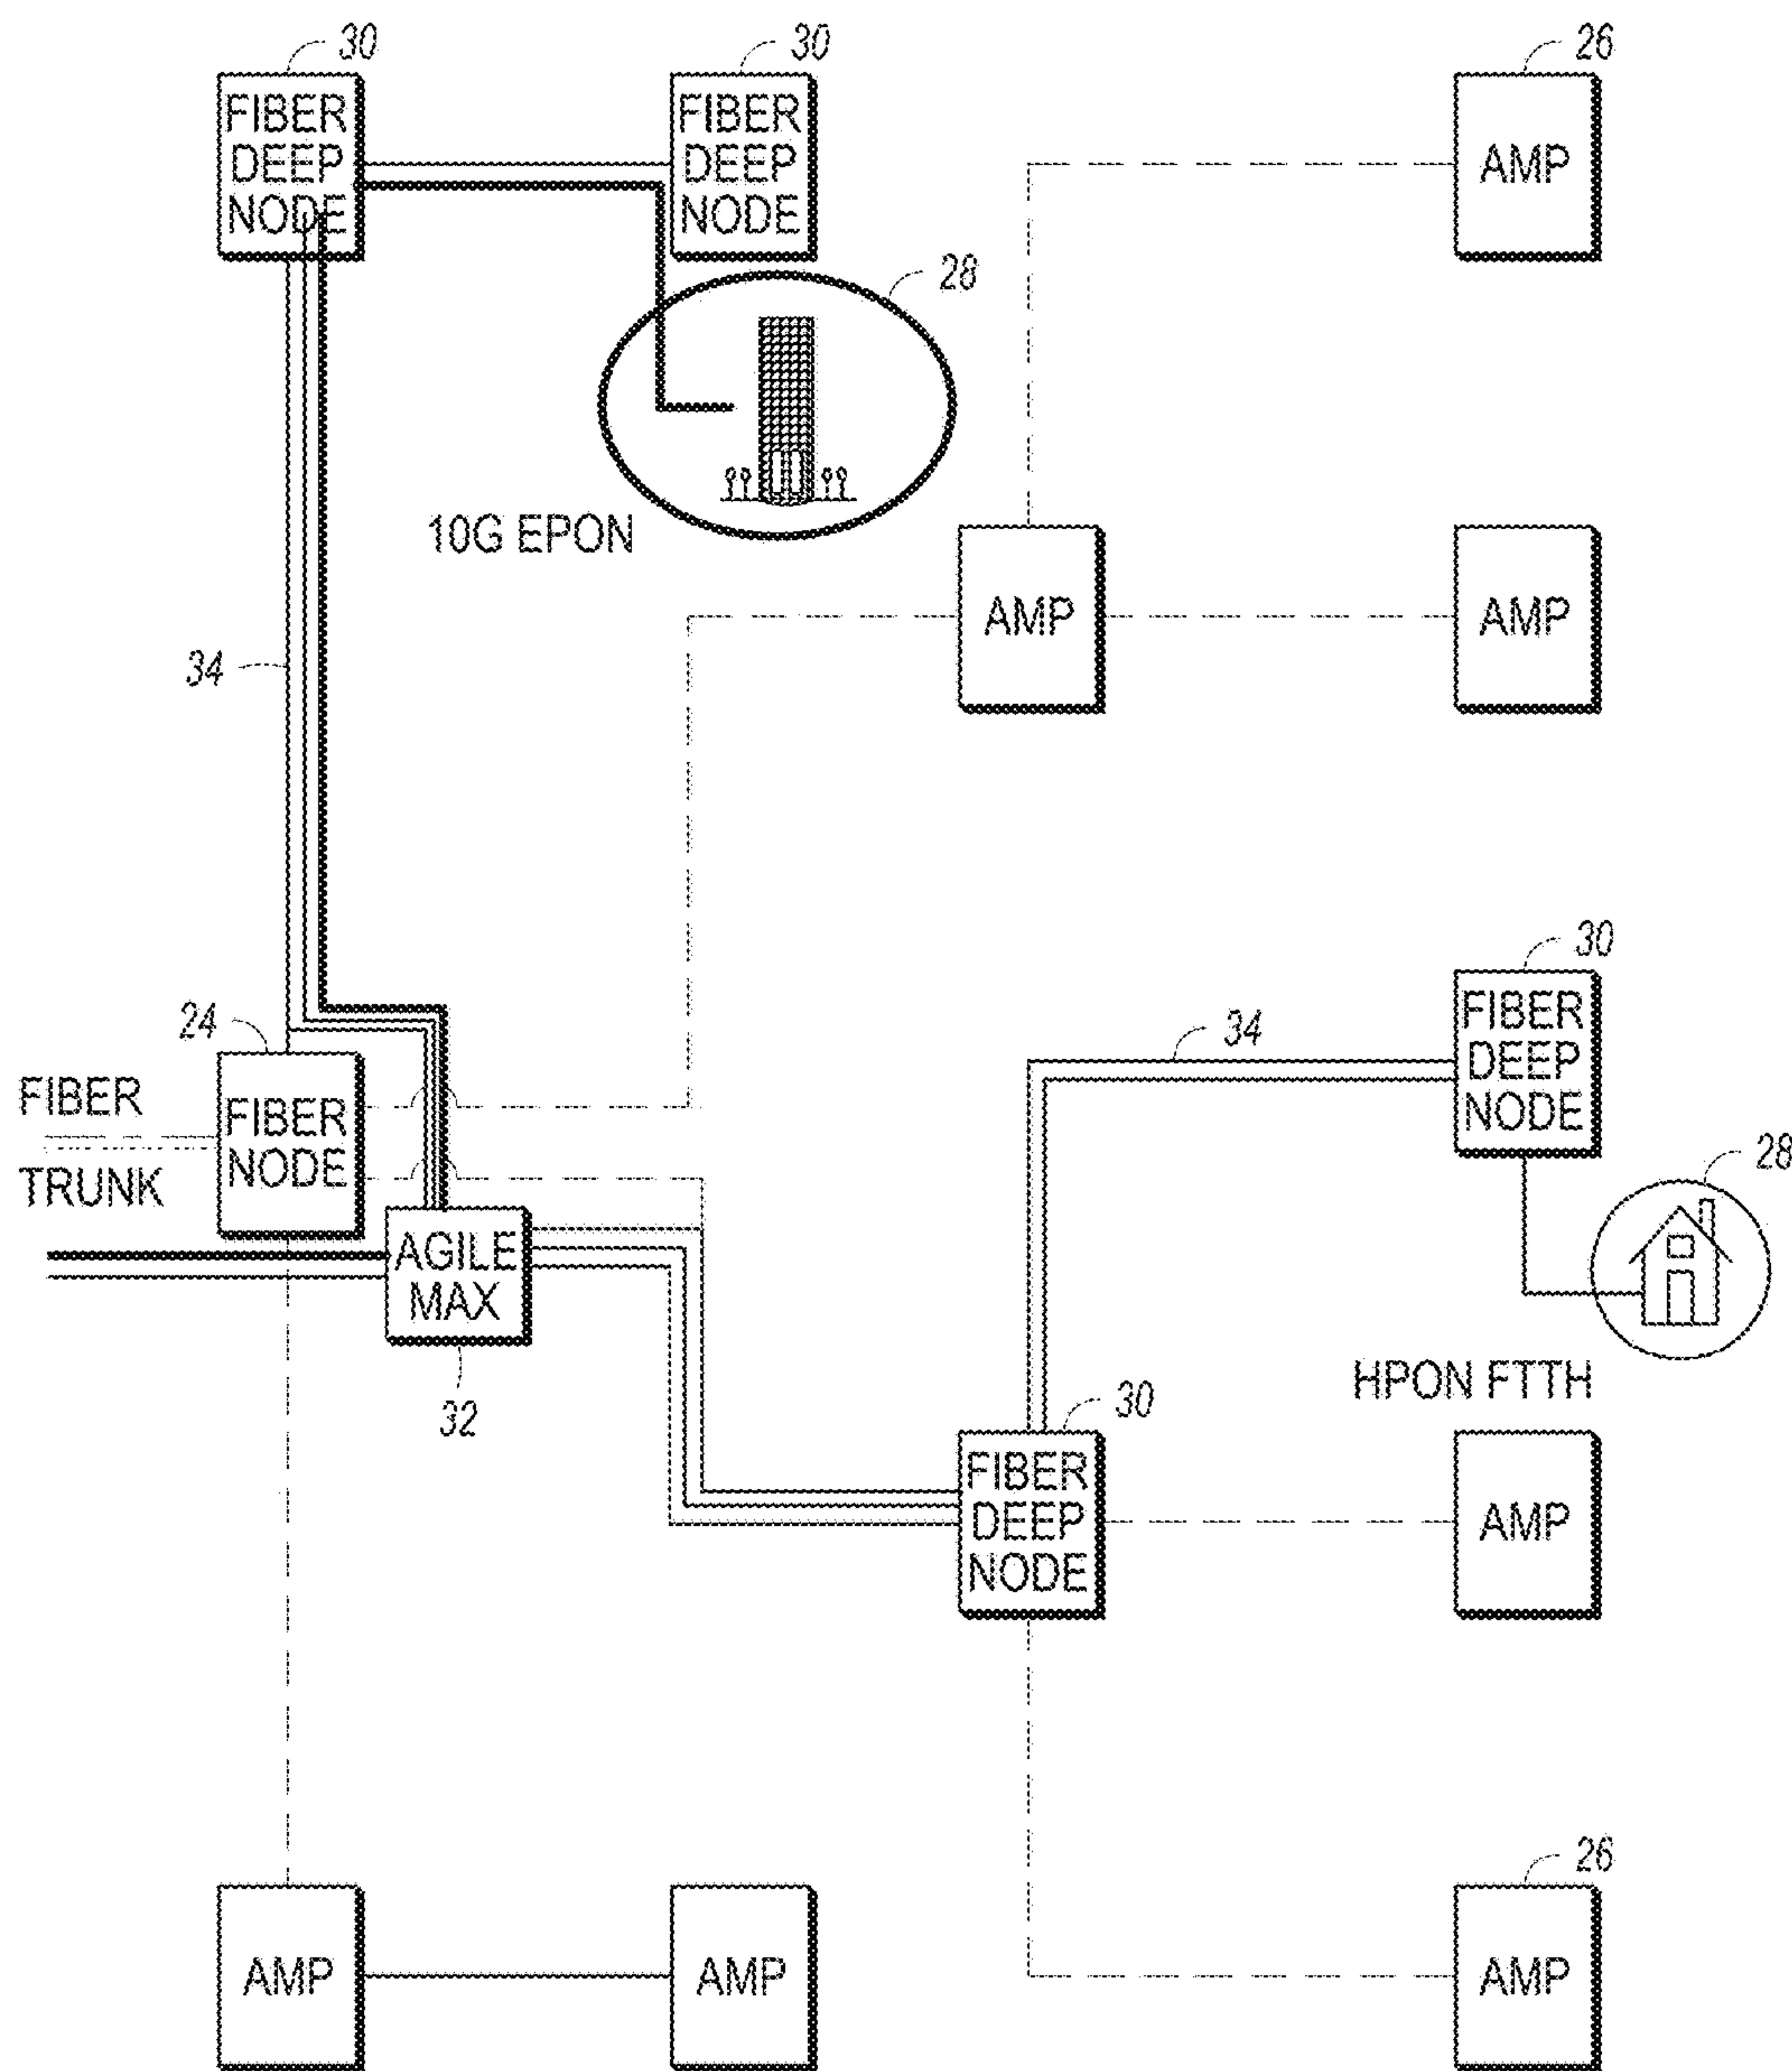 30
30
26
FIBER
DEEP
NODE
FIBER
DEEP
NODE
AMP
28
10G EPON
AMP
AMP
34
30
24
FIBER
DEEP
NODE
34
FIBER
TRUNK
FIBER
NODE
28
AGILE
MAX
32
HPON FTTH
30
FIBER
DEEP
NODE
AMP
26
AMP
AMP
AMP